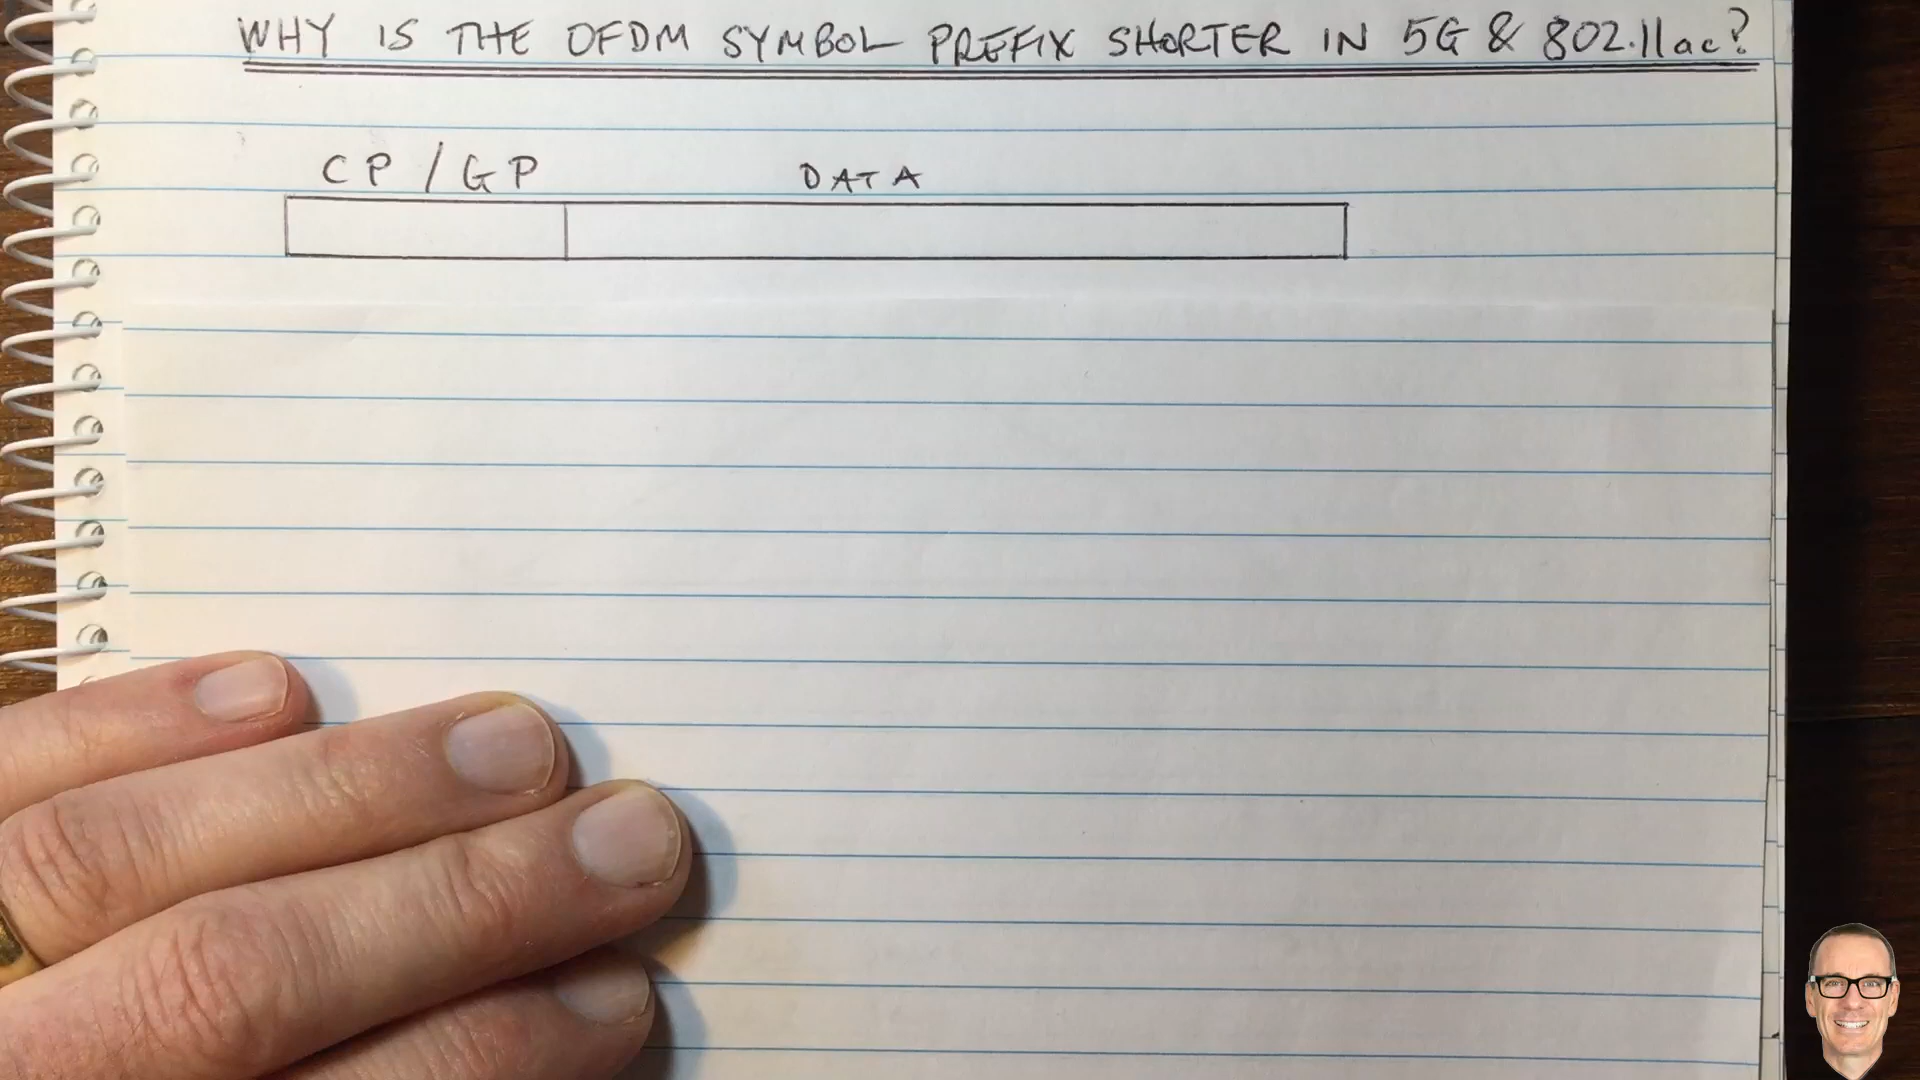 WHY IS THE OFDM SYMBOL PREFIX SHORTER IN 5G & 802.11ac?
CP/GP DATA